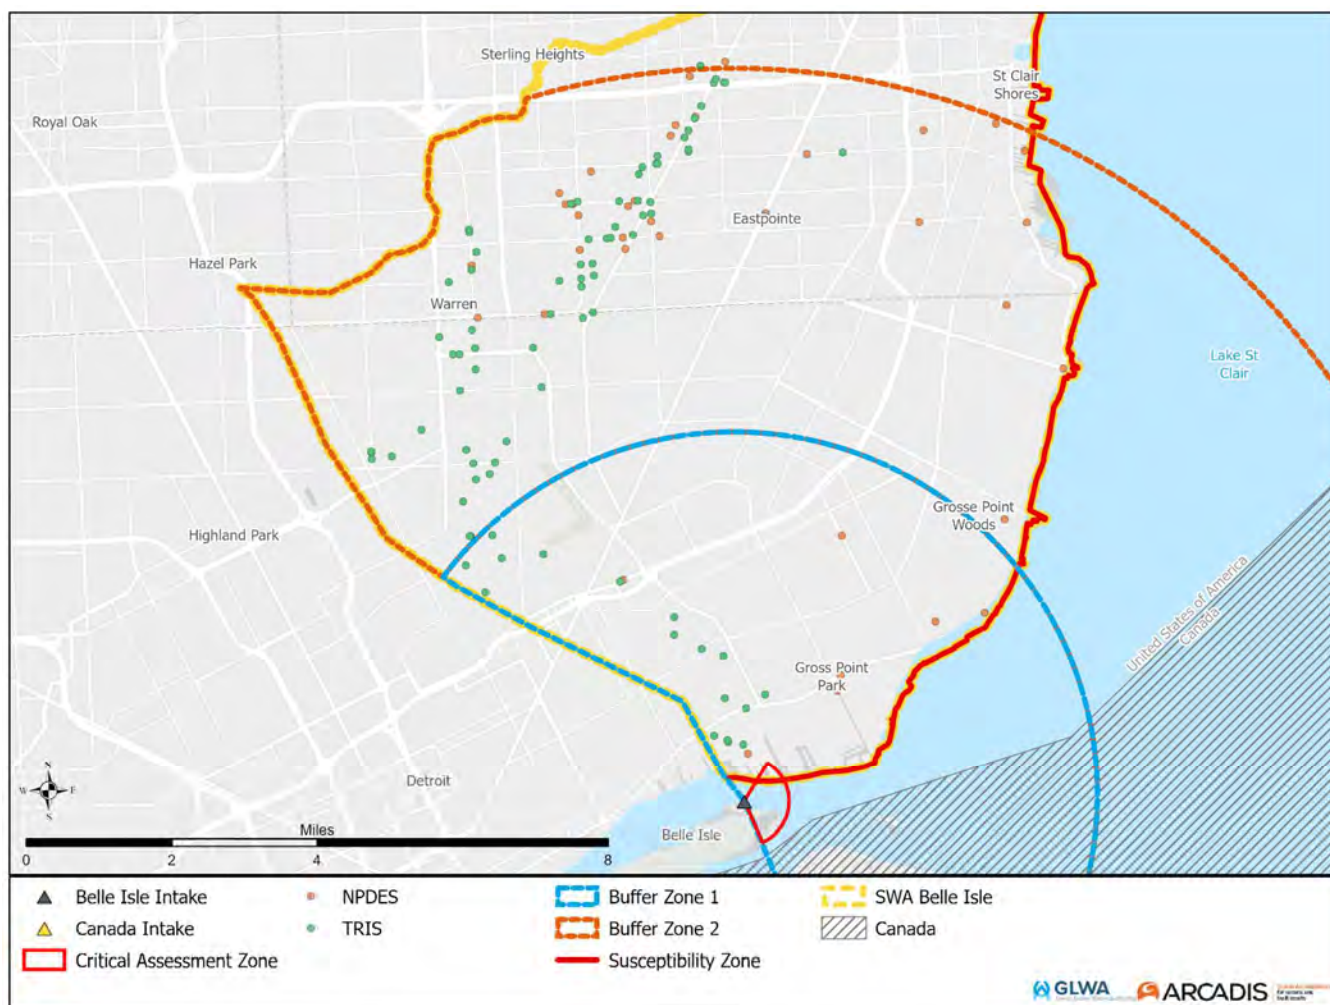 Sterling Heights
St Clair
Shores
Royal Oak
Eastpointe
Hazel Park
Warren
Lake St
Clair
Grosse Point
Woods
Highland Park
United States of America
Canada
Gross Point
Park
Detroit
Belle Isle
N
W
E
S
Miles
0 2 4 8
Belle Isle Intake
NPDES
Buffer Zone 1
SWA Belle Isle
Canada Intake
TRIS
Buffer Zone 2
Canada
Critical Assessment Zone
Susceptibility Zone
GLWA
ARCADIS